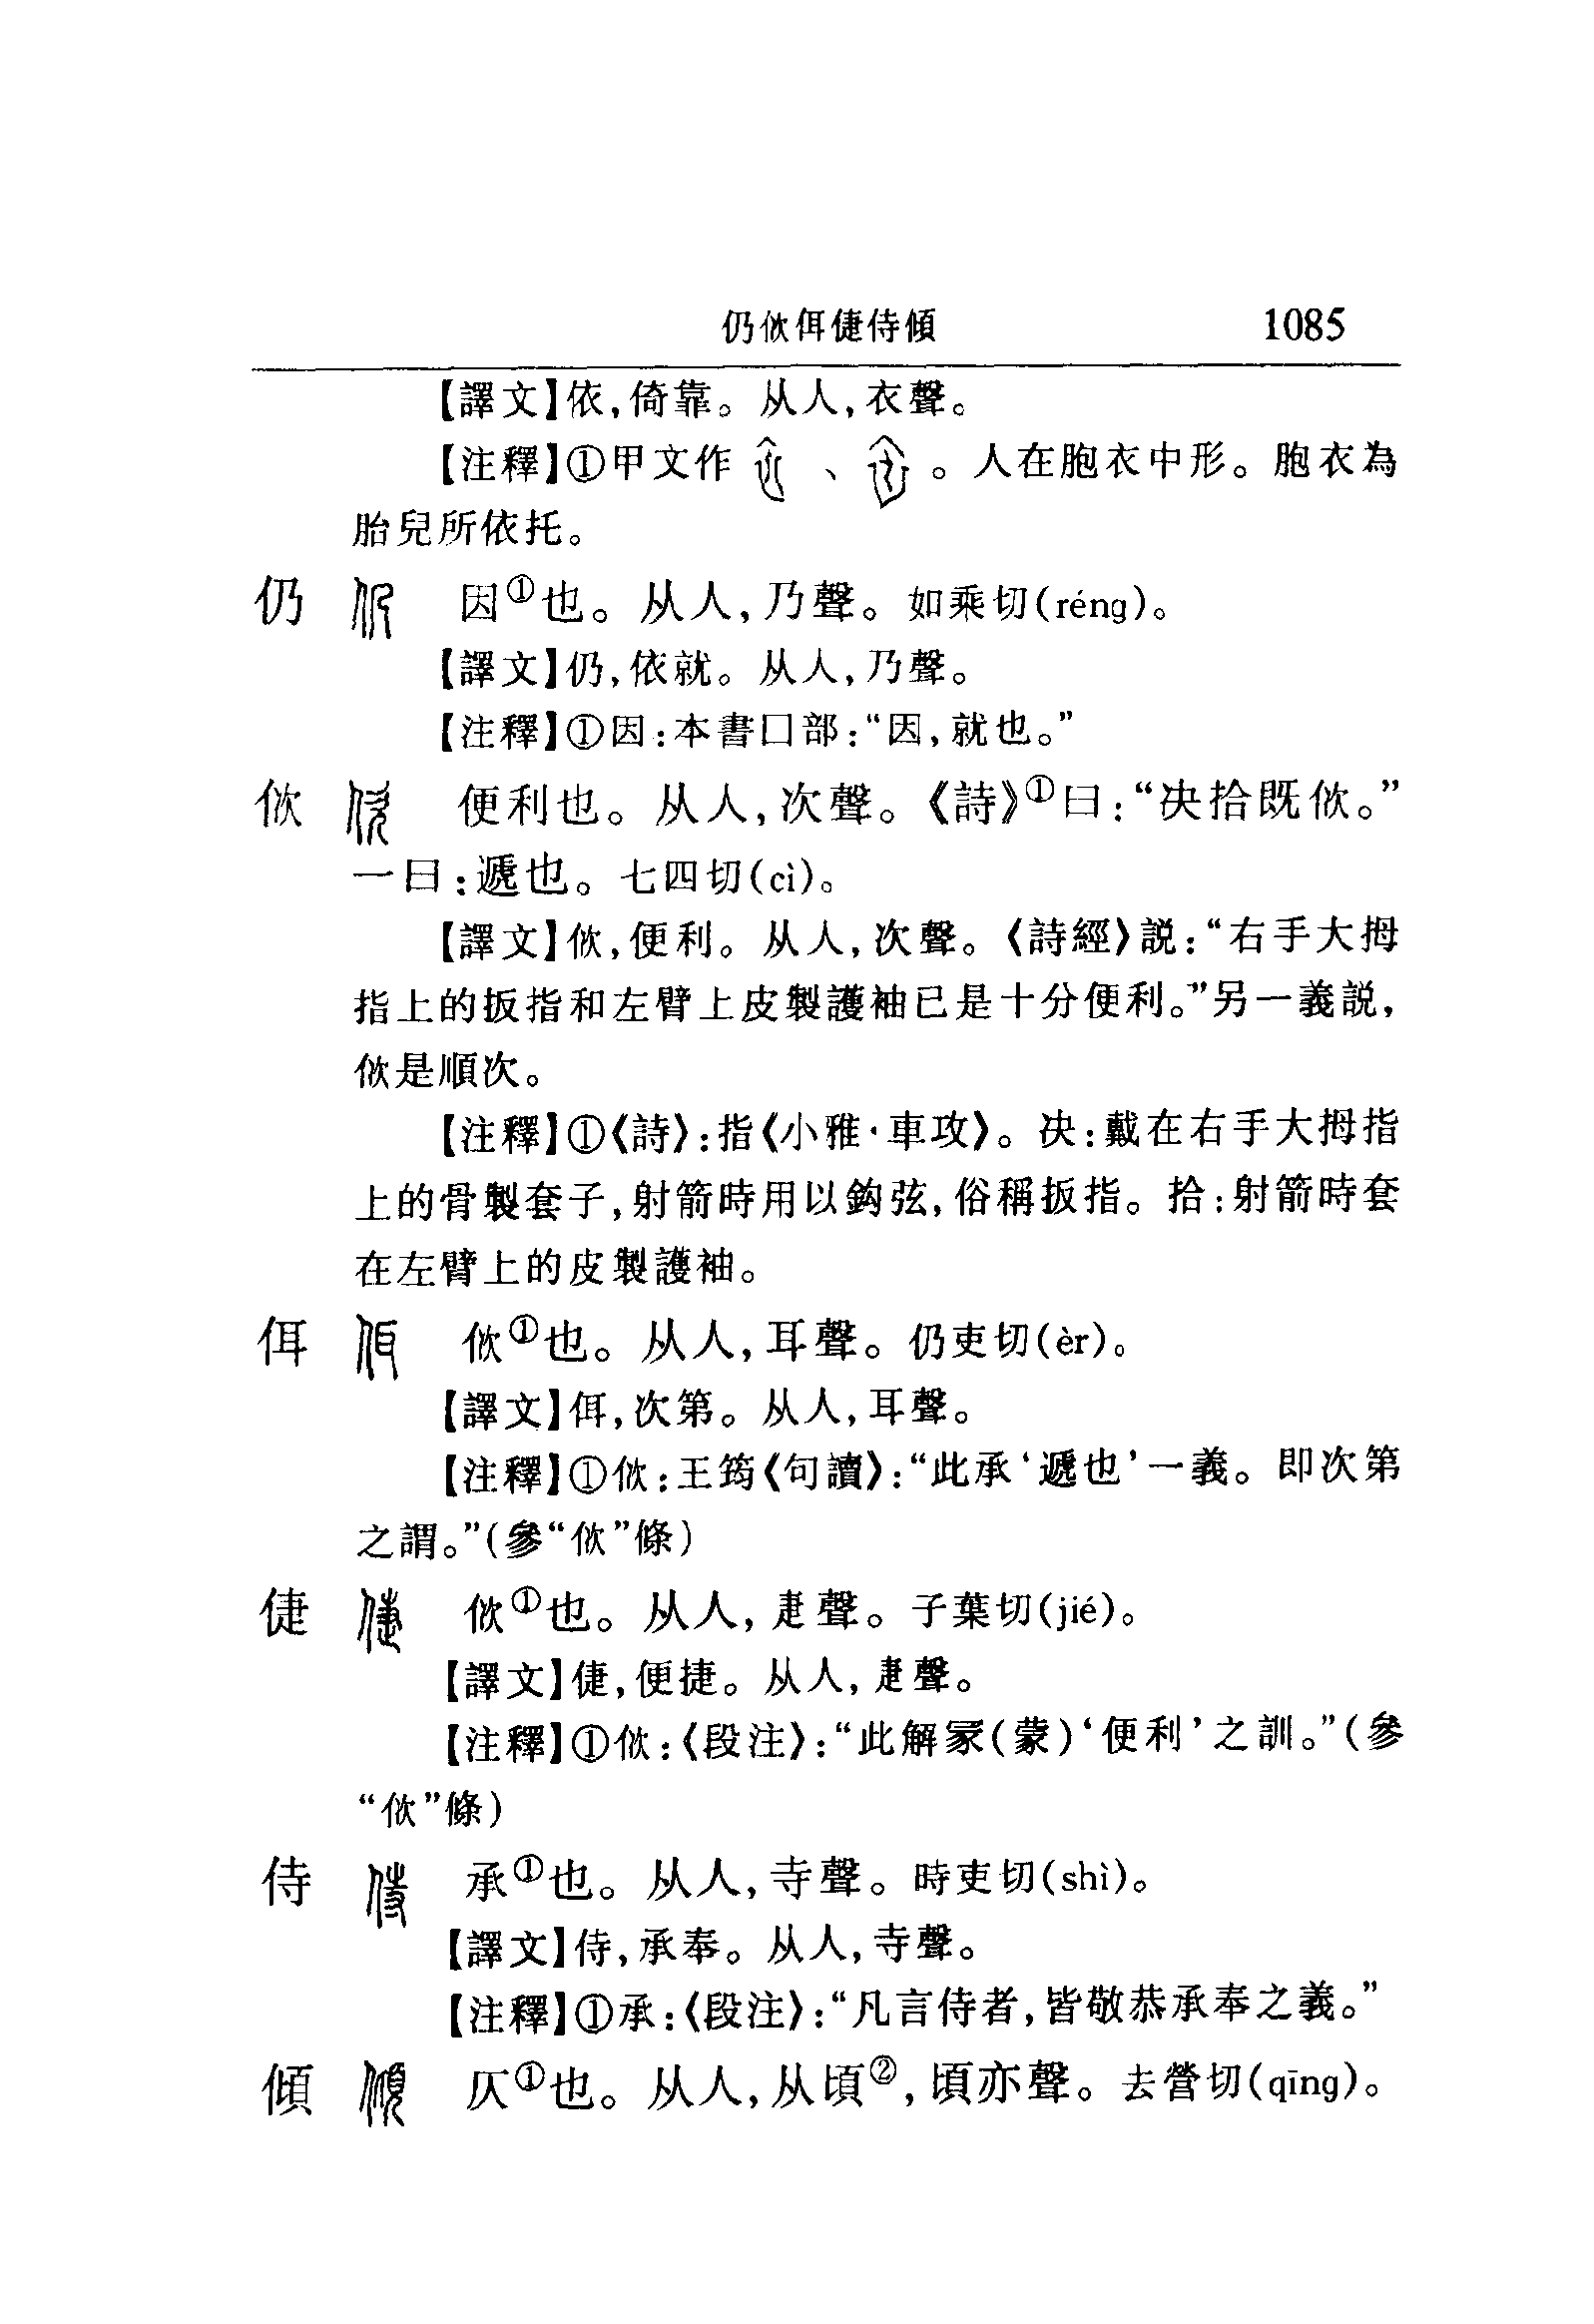 仍佽佴倢侍傾 1085
【譯文】依,倚靠。从人,衣聲。
【注釋】①甲文作 、 。人在胞衣中形。胞衣為
胎兒所依托。
仍 因①也。从人,乃聲。如乘切(réng)。
【譯文】仍,依就。从人,乃聲。
【注釋】①因:本書囗部:“因,就也。”
佽 便利也。从人,次聲。《詩》①曰:“决拾既佽。”
一曰:遞也。七四切(cì)。
【譯文】佽,便利。从人,次聲。《詩經》説:“右手大拇
指上的扳指和左臂上皮製護袖已是十分便利。”另一義説,
佽是順次。
【注釋】①《詩》:指《小雅·車攻》。决:戴在右手大拇指
上的骨製套子,射箭時用以鈎弦,俗稱扳指。拾:射箭時套
在左臂上的皮製護袖。
佴 佽①也。从人,耳聲。仍吏切(èr)。
【譯文】佴,次第。从人,耳聲。
【注釋】①佽:王筠《句讀》:“此承‘遞也’一義。即次第
之謂。”(參“佽”條)
倢 佽①也。从人,疌聲。子葉切(jié)。
【譯文】倢,便捷。从人,疌聲。
【注釋】①佽:《段注》:“此解冡(蒙)‘便利’之訓。”(參
“佽”條)
侍 承①也。从人,寺聲。時吏切(shì)。
【譯文】侍,承奉。从人,寺聲。
【注釋】①承:《段注》:“凡言侍者,皆敬恭承奉之義。”
傾 仄①也。从人,从頃②,頃亦聲。去營切(qīng)。